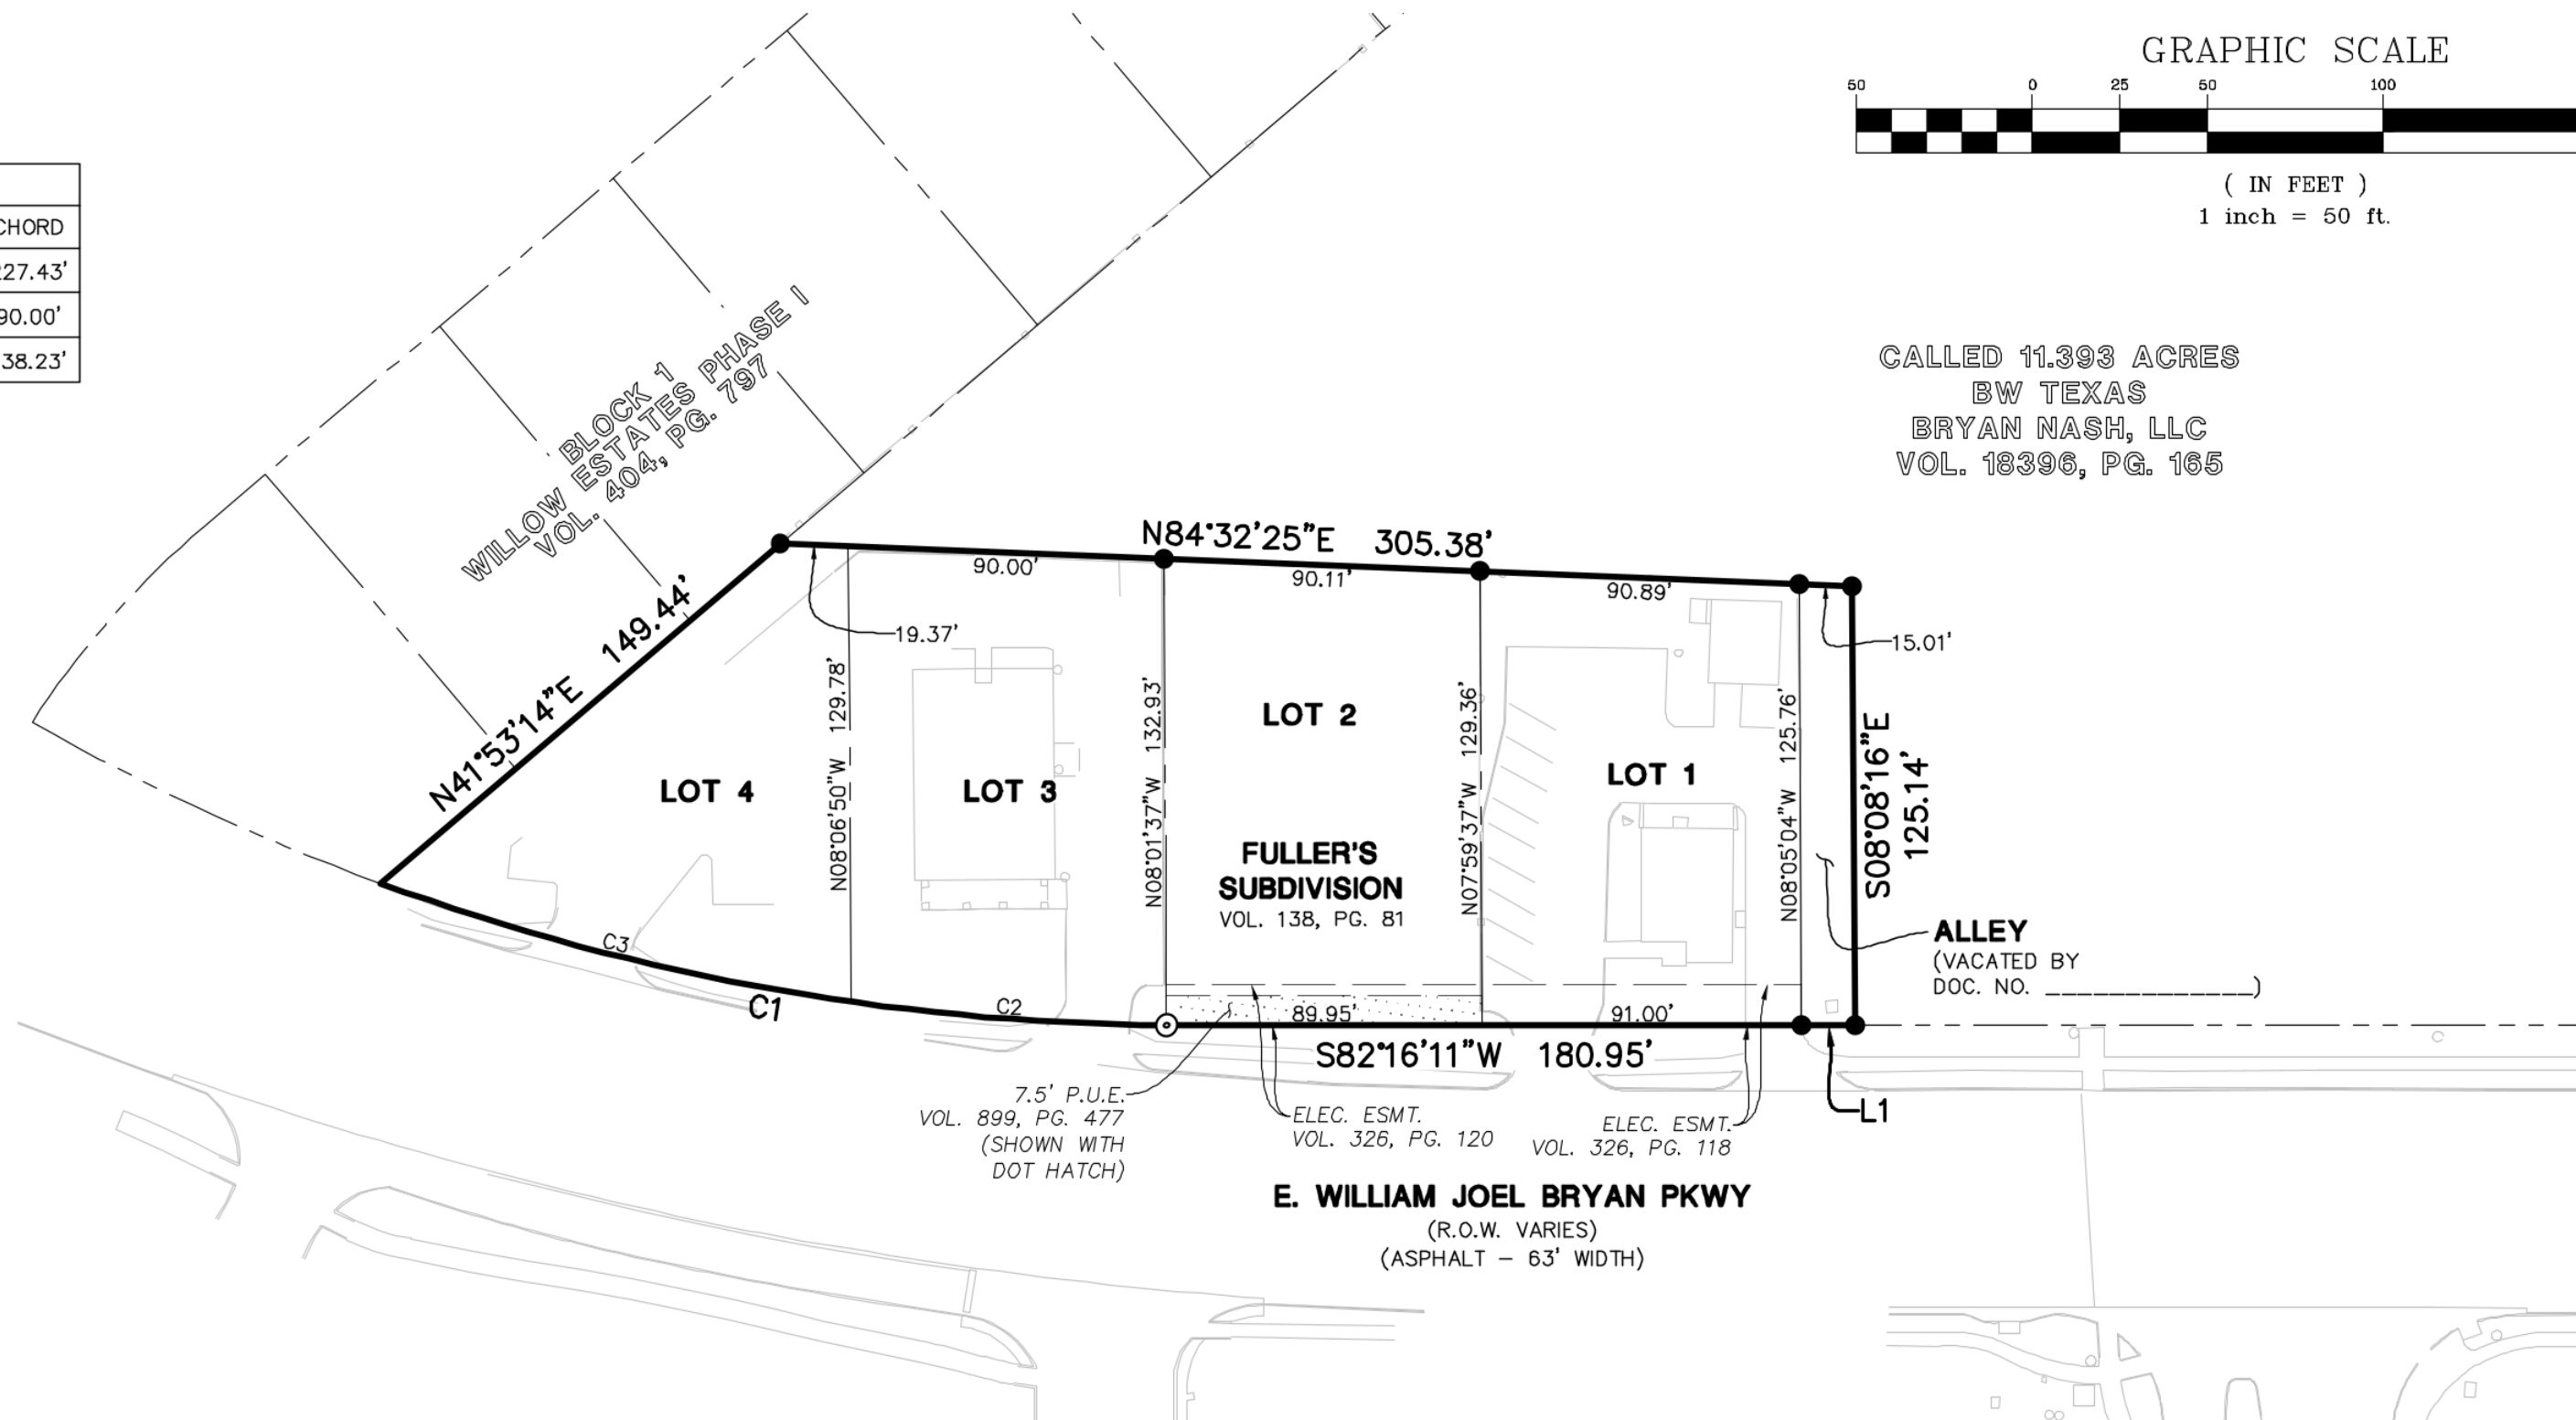 GRAPHIC SCALE
50 0 25 50 100
( IN FEET )
1 inch = 50 ft.
CHORD
227.43'
90.00'
38.23'
BLOCK 1
WILLOW ESTATES PHASE I
VOL. 404, PG. 797
CALLED 11.393 ACRES
BW TEXAS
BRYAN NASH, LLC
VOL. 18396, PG. 165
N84°32'25"E 305.38'
90.00'
90.11'
90.89'
19.37'
15.01'
N41°53'14"E 149.44'
N08°06'50"W 129.78'
N08°01'37"W 132.93'
N07°59'37"W 129.36'
N08°05'04"W 125.76'
S08°08'16"E
125.14'
LOT 4
LOT 3
LOT 2
LOT 1
FULLER'S
SUBDIVISION
VOL. 138, PG. 81
ALLEY
(VACATED BY
DOC. NO. ______________)
C3
C1
C2
89.95'
91.00'
S82°16'11"W 180.95'
L1
7.5' P.U.E.
VOL. 899, PG. 477
(SHOWN WITH
DOT HATCH)
ELEC. ESMT.
VOL. 326, PG. 120
ELEC. ESMT.
VOL. 326, PG. 118
E. WILLIAM JOEL BRYAN PKWY
(R.O.W. VARIES)
(ASPHALT – 63' WIDTH)